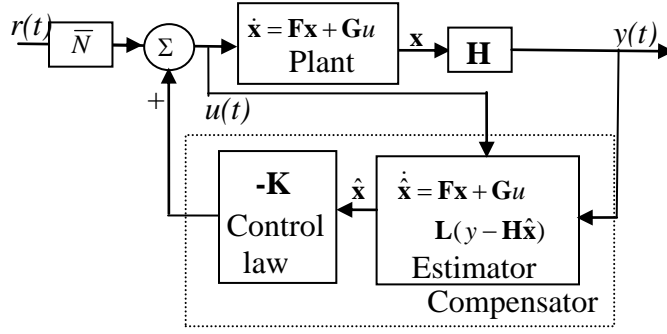 r(t)
N̅
Σ
ẋ = Fx + Gu
Plant
x
H
y(t)
+
u(t)
-K
Control
law
x̂
x̂̇ = Fx + Gu
L(y − Hx̂)
Estimator
Compensator